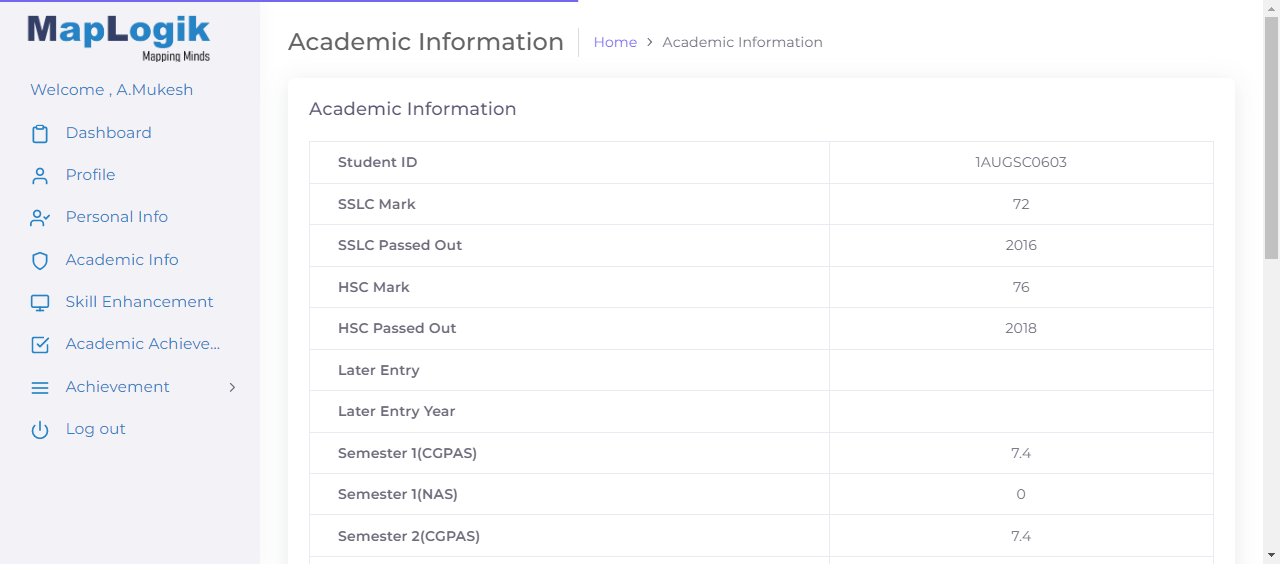 MapLogik
Mapping Minds
Welcome , A.Mukesh
Dashboard
Profile
Personal Info
Academic Info
Skill Enhancement
Academic Achieve...
Achievement
Log out
Academic Information
Home > Academic Information
Academic Information
Student ID 1AUGSC0603
SSLC Mark 72
SSLC Passed Out 2016
HSC Mark 76
HSC Passed Out 2018
Later Entry
Later Entry Year
Semester 1(CGPAS) 7.4
Semester 1(NAS) 0
Semester 2(CGPAS) 7.4